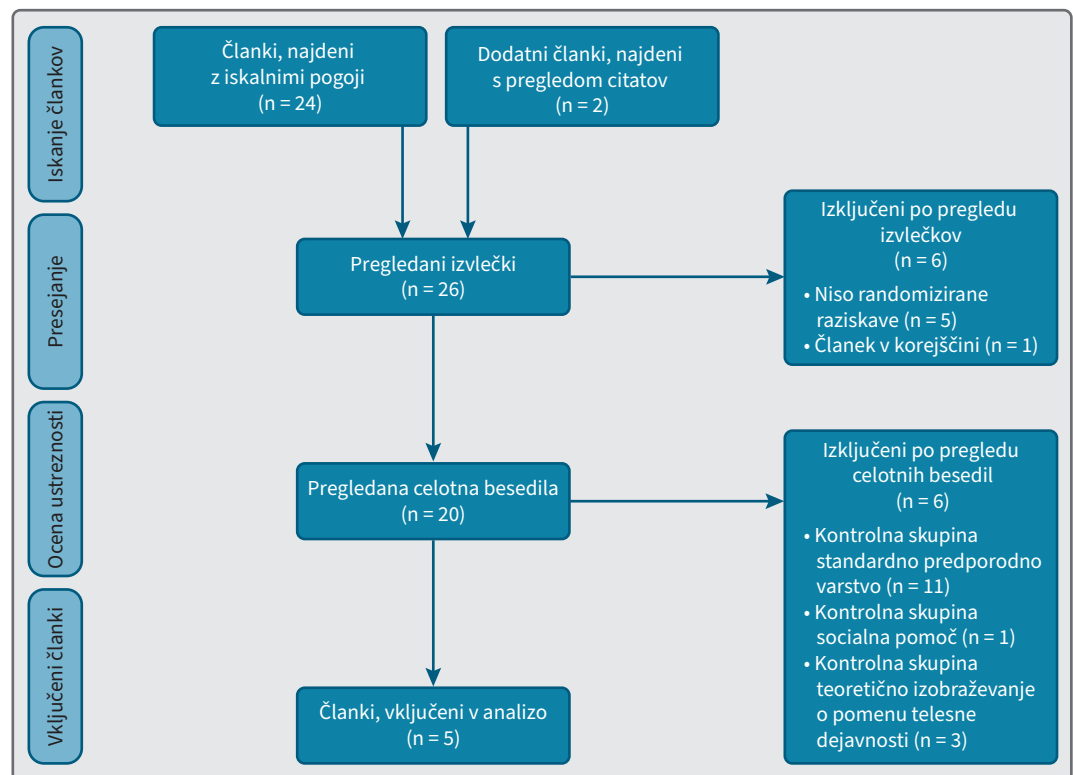 Iskanje člankov
Članki, najdeni
z iskalnimi pogoji
(n = 24)
Dodatni članki, najdeni
s pregledom citatov
(n = 2)
Presejanje
Pregledani izvlečki
(n = 26)
Izključeni po pregledu
izvlečkov
(n = 6)
• Niso randomizirane
raziskave (n = 5)
• Članek v korejščini (n = 1)
Ocena ustreznosti
Pregledana celotna besedila
(n = 20)
Izključeni po pregledu
celotnih besedil
(n = 6)
• Kontrolna skupina
standardno predporodno
varstvo (n = 11)
• Kontrolna skupina
socialna pomoč (n = 1)
• Kontrolna skupina
teoretično izobraževanje
o pomenu telesne
dejavnosti (n = 3)
Vključeni članki
Članki, vključeni v analizo
(n = 5)